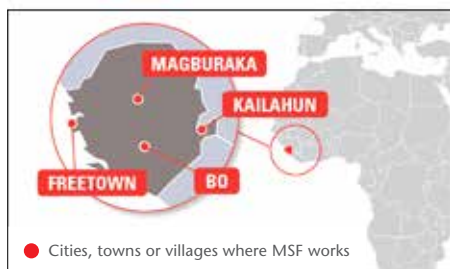 MAGBURAKA
KAILAHUN
FREETOWN
BO
Cities, towns or villages where MSF works